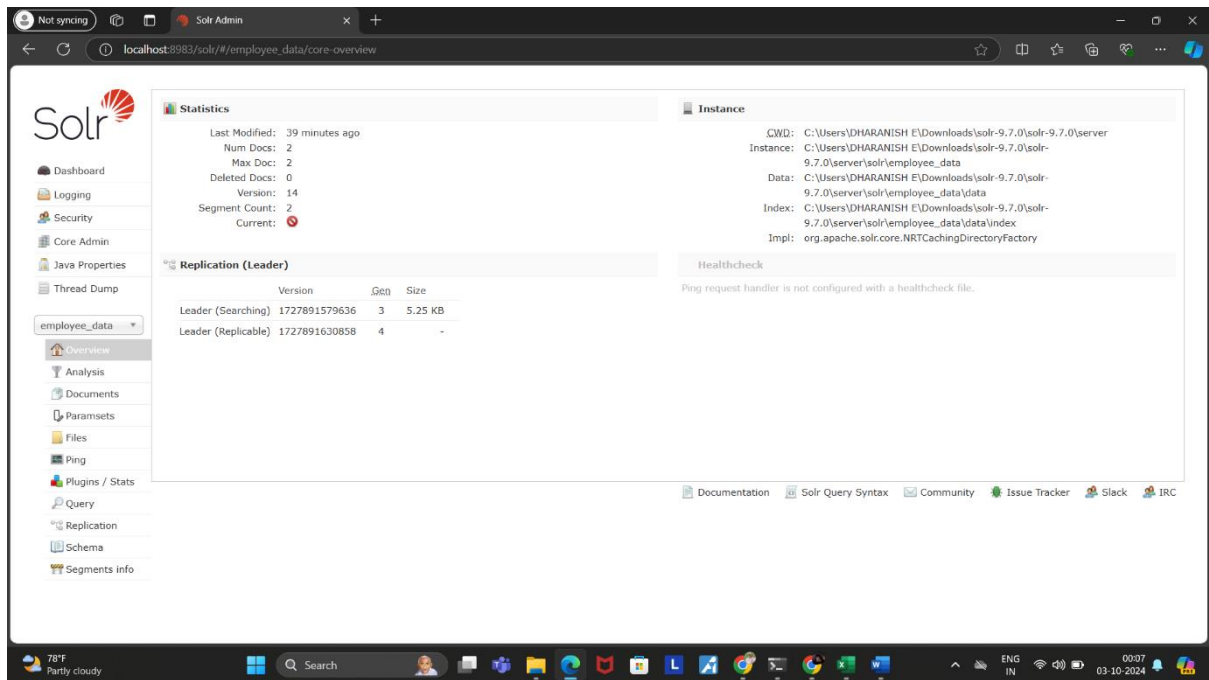 Not syncing
Solr Admin
localhost:8983/solr/#/employee_data/core-overview
Solr
Dashboard
Logging
Security
Core Admin
Java Properties
Thread Dump
employee_data
Overview
Analysis
Documents
Paramsets
Files
Ping
Plugins / Stats
Query
Replication
Schema
Segments info
Statistics
Last Modified: 39 minutes ago
Num Docs: 2
Max Doc: 2
Deleted Docs: 0
Version: 14
Segment Count: 2
Current:
Replication (Leader)
Version Gen Size
Leader (Searching) 1727891579636 3 5.25 KB
Leader (Replicable) 1727891630858 4 -
Instance
CWD: C:\Users\DHARANISH E\Downloads\solr-9.7.0\solr-9.7.0\server
Instance: C:\Users\DHARANISH E\Downloads\solr-9.7.0\solr-
9.7.0\server\solr\employee_data
Data: C:\Users\DHARANISH E\Downloads\solr-9.7.0\solr-
9.7.0\server\solr\employee_data\data
Index: C:\Users\DHARANISH E\Downloads\solr-9.7.0\solr-
9.7.0\server\solr\employee_data\data\index
Impl: org.apache.solr.core.NRTCachingDirectoryFactory
Healthcheck
Ping request handler is not configured with a healthcheck file.
Documentation Solr Query Syntax Community Issue Tracker Slack IRC
78°F
Partly cloudy
Search
L
ENG
IN
00:07
03-10-2024